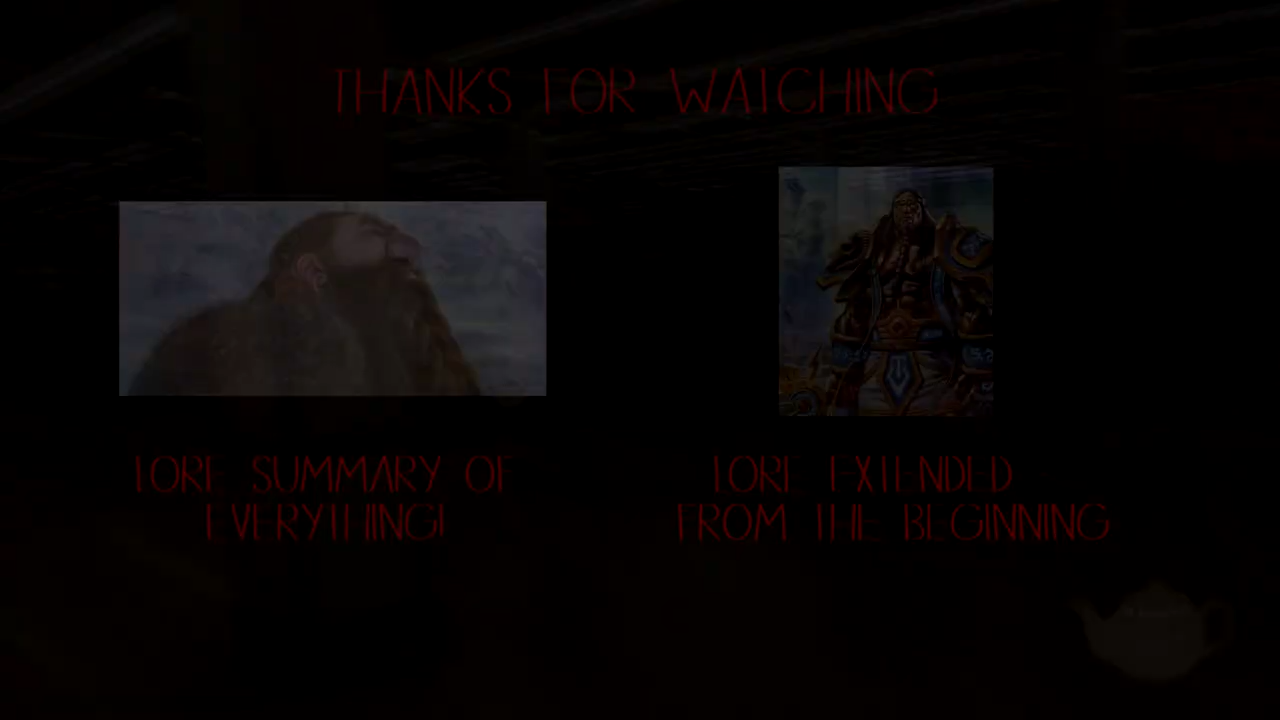 THANKS FOR WATCHING
LORE SUMMARY OF
EVERYTHING!
LORE EXTENDED
FROM THE BEGINNING